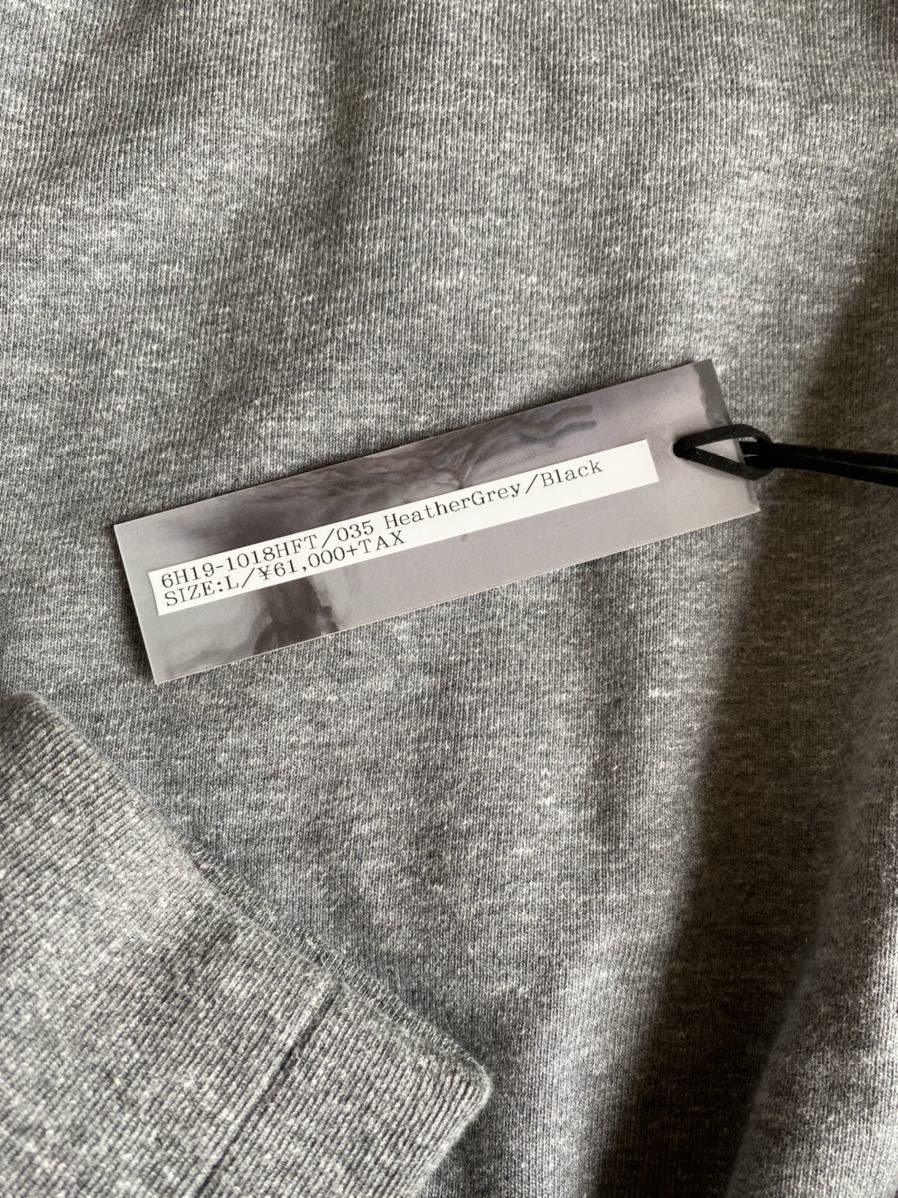 6H19-1018HFT/035 HeatherGrey/Black
SIZE:L/¥61,000+TAX